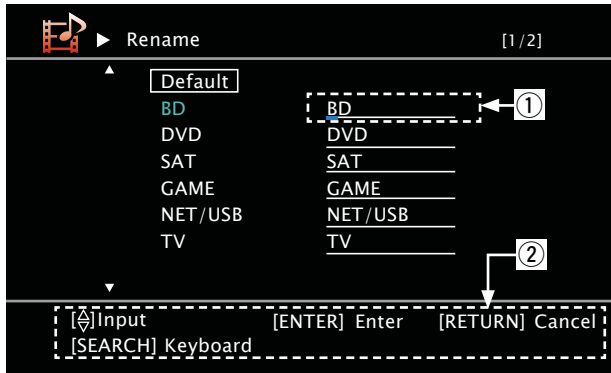 Rename [1/2]
Default
BD BD ①
DVD DVD
SAT SAT
GAME GAME
NET/USB NET/USB
TV TV
②
[△▽]Input [ENTER] Enter [RETURN] Cancel
[SEARCH] Keyboard